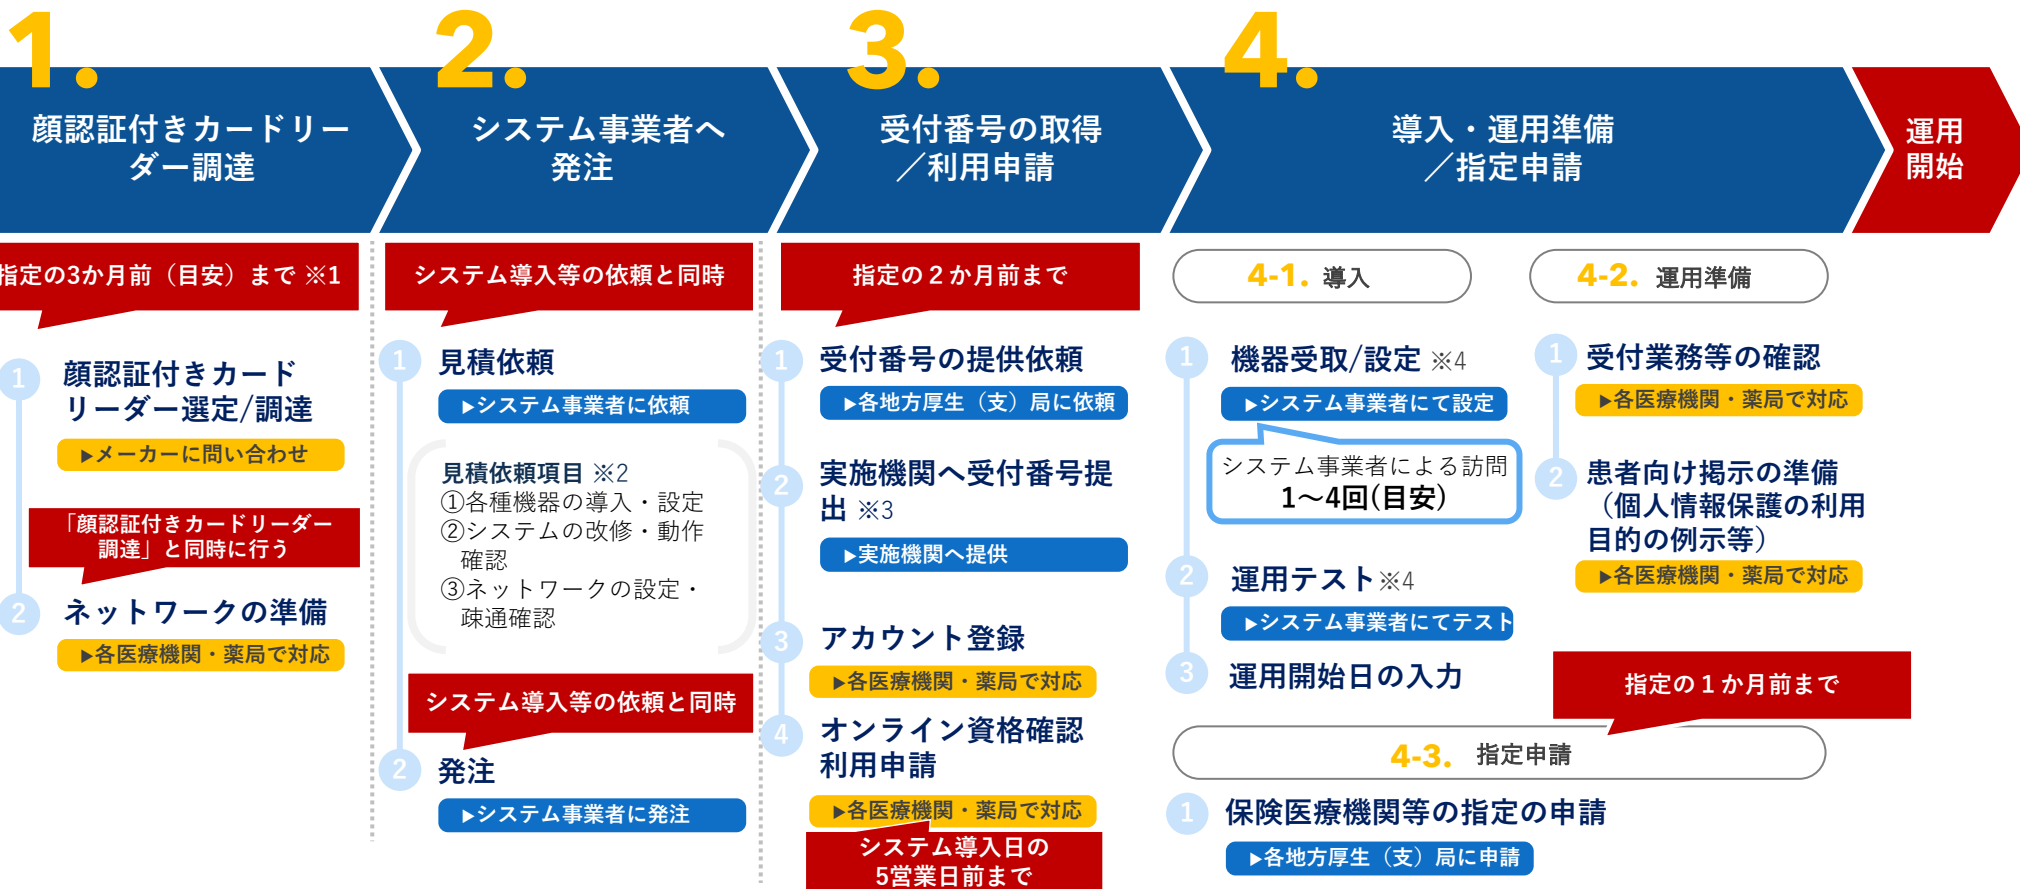 1.
顔認証付きカードリー
ダー調達
2.
システム事業者へ
発注
3.
受付番号の取得
／利用申請
4.
導入・運用準備
／指定申請
運用
開始
指定の3か月前（目安）まで ※1
1
顔認証付きカード
リーダー選定/調達
▶メーカーに問い合わせ
「顔認証付きカードリーダー
調達」と同時に行う
2
ネットワークの準備
▶各医療機関・薬局で対応
システム導入等の依頼と同時
1
見積依頼
▶システム事業者に依頼
見積依頼項目 ※2
①各種機器の導入・設定
②システムの改修・動作
確認
③ネットワークの設定・
疎通確認
システム導入等の依頼と同時
2
発注
▶システム事業者に発注
指定の２か月前まで
1
受付番号の提供依頼
▶各地方厚生（支）局に依頼
2
実施機関へ受付番号提
出 ※3
▶実施機関へ提供
3
アカウント登録
▶各医療機関・薬局で対応
4
オンライン資格確認
利用申請
▶各医療機関・薬局で対応
システム導入日の
5営業日前まで
4-1. 導入
1
機器受取/設定 ※4
▶システム事業者にて設定
システム事業者による訪問
1～4回(目安)
2
運用テスト※4
▶システム事業者にてテスト
3
運用開始日の入力
4-2. 運用準備
1
受付業務等の確認
▶各医療機関・薬局で対応
2
患者向け掲示の準備
（個人情報保護の利用
目的の例示等）
▶各医療機関・薬局で対応
指定の１か月前まで
4-3. 指定申請
1
保険医療機関等の指定の申請
▶各地方厚生（支）局に申請